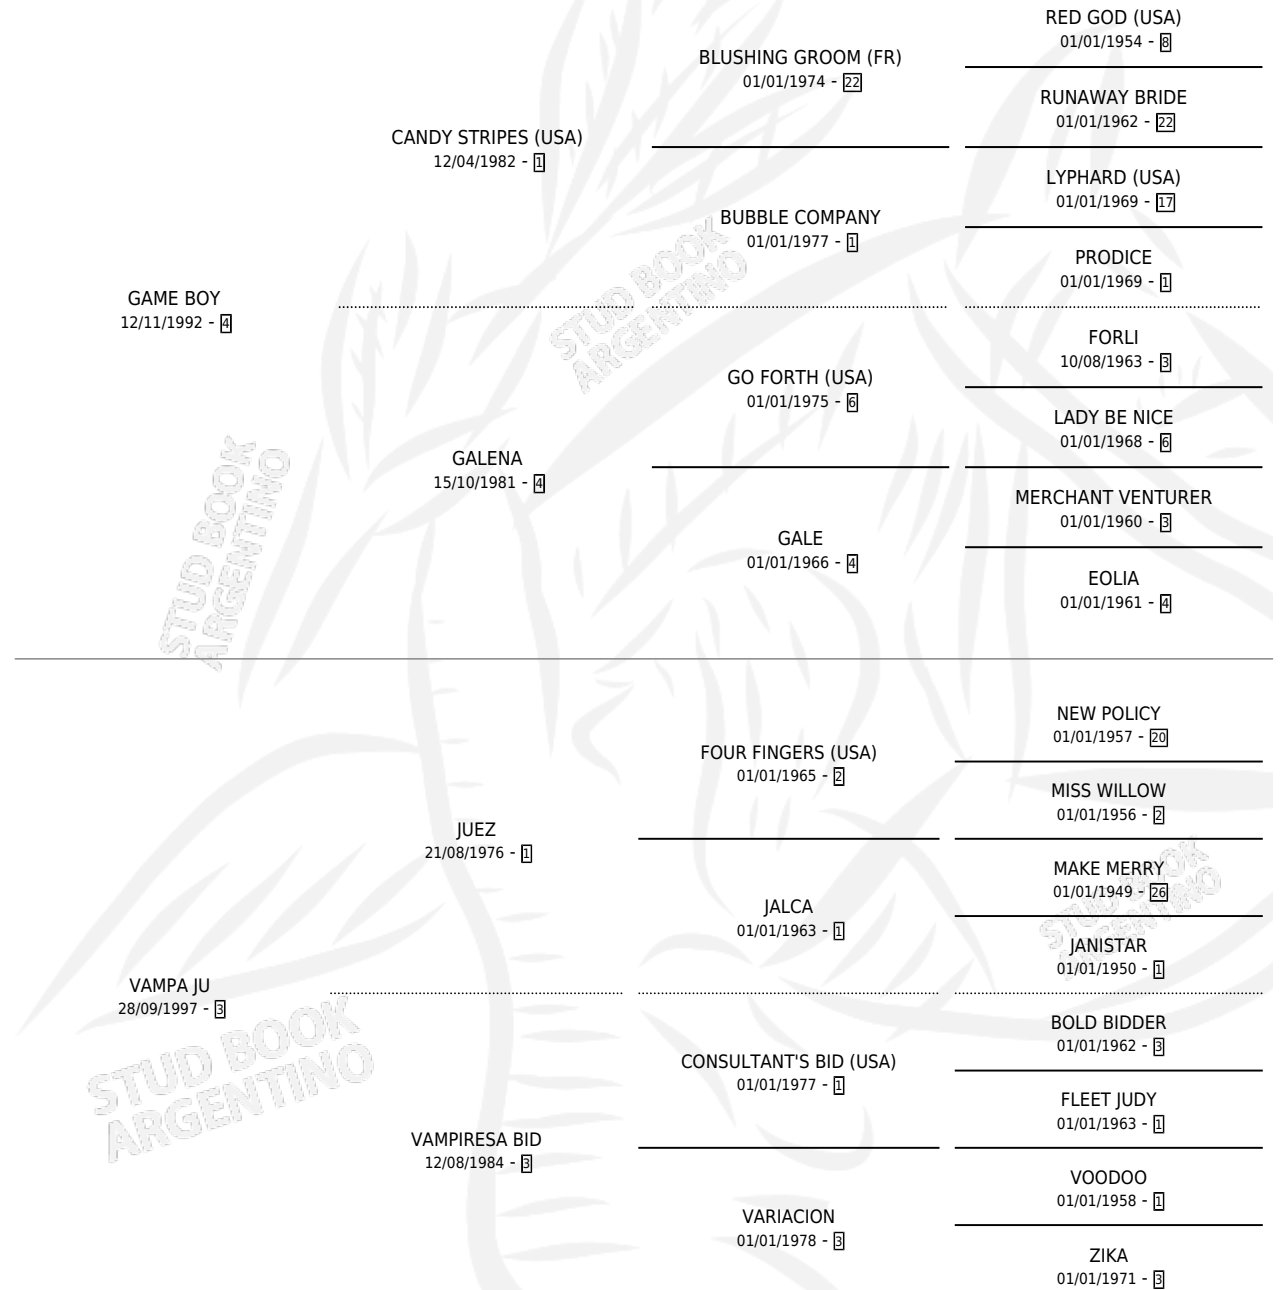 RED GOD (USA)
01/01/1954 - 8
BLUSHING GROOM (FR)
01/01/1974 - 22
RUNAWAY BRIDE
01/01/1962 - 22
CANDY STRIPES (USA)
12/04/1982 - 1
LYPHARD (USA)
01/01/1969 - 17
BUBBLE COMPANY
01/01/1977 - 1
PRODICE
01/01/1969 - 1
GAME BOY
12/11/1992 - 4
STUD BOOK
ARGENTINO
FORLI
10/08/1963 - 3
GO FORTH (USA)
01/01/1975 - 6
LADY BE NICE
01/01/1968 - 6
GALENA
15/10/1981 - 4
MERCHANT VENTURER
01/01/1960 - 3
GALE
01/01/1966 - 4
EOLIA
01/01/1961 - 4
STUD BOOK
ARGENTINO
NEW POLICY
01/01/1957 - 20
FOUR FINGERS (USA)
01/01/1965 - 2
MISS WILLOW
01/01/1956 - 2
JUEZ
21/08/1976 - 1
MAKE MERRY
01/01/1949 - 26
JALCA
01/01/1963 - 1
STUD BOOK
ARGENTINO
JANISTAR
01/01/1950 - 1
VAMPA JU
28/09/1997 - 3
BOLD BIDDER
01/01/1962 - 3
CONSULTANT'S BID (USA)
01/01/1977 - 1
FLEET JUDY
01/01/1963 - 1
STUD BOOK
ARGENTINO
VAMPIRESA BID
12/08/1984 - 3
VOODOO
01/01/1958 - 1
VARIACION
01/01/1978 - 3
ZIKA
01/01/1971 - 3